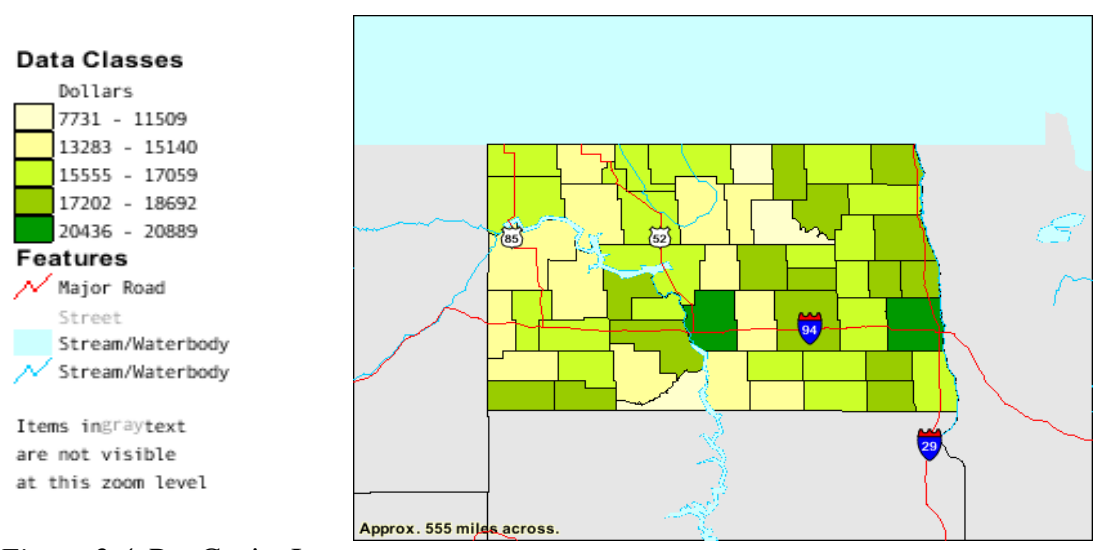 Data Classes
Dollars
7731 - 11509
13283 - 15140
15555 - 17059
17202 - 18692
20436 - 20889
Features
Major Road
Street
Stream/Waterbody
Stream/Waterbody
Items in gray text
are not visible
at this zoom level
85
52
94
29
Approx. 555 miles across.